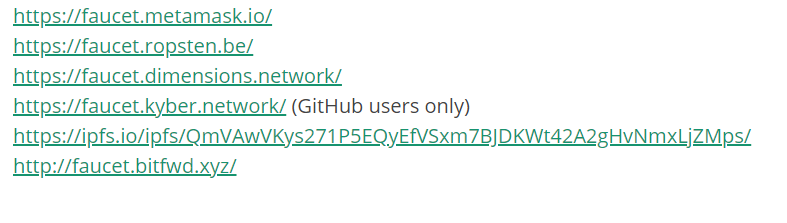 https://faucet.metamask.io/
https://faucet.ropsten.be/
https://faucet.dimensions.network/
https://faucet.kyber.network/ (GitHub users only)
https://ipfs.io/ipfs/QmVAwVKys271P5EQyEfVSxm7BJDKWt42A2gHvNmxLjZMps/
http://faucet.bitfwd.xyz/